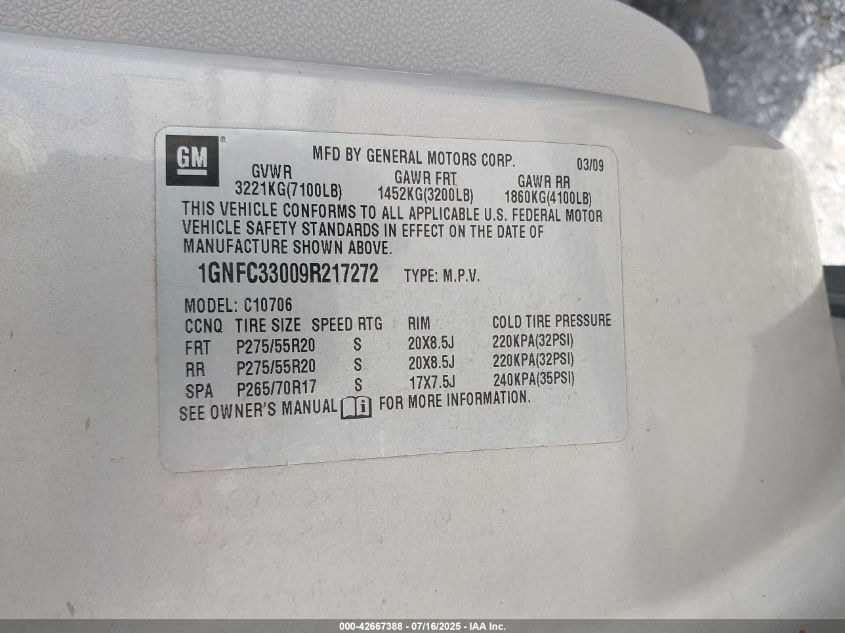 GM®
MFD BY GENERAL MOTORS CORP. 03/09
GVWR GAWR FRT GAWR RR
3221KG(7100LB) 1452KG(3200LB) 1860KG(4100LB)
THIS VEHICLE CONFORMS TO ALL APPLICABLE U.S. FEDERAL MOTOR
VEHICLE SAFETY STANDARDS IN EFFECT ON THE DATE OF
MANUFACTURE SHOWN ABOVE.
1GNFC33009R217272 TYPE: M.P.V.
MODEL: C10706
CCNQ TIRE SIZE SPEED RTG RIM COLD TIRE PRESSURE
FRT P275/55R20 S 20X8.5J 220KPA(32PSI)
RR P275/55R20 S 20X8.5J 220KPA(32PSI)
SPA P265/70R17 S 17X7.5J 240KPA(35PSI)
SEE OWNER'S MANUAL i FOR MORE INFORMATION.
000-42667388 - 07/16/2025 - IAA Inc.